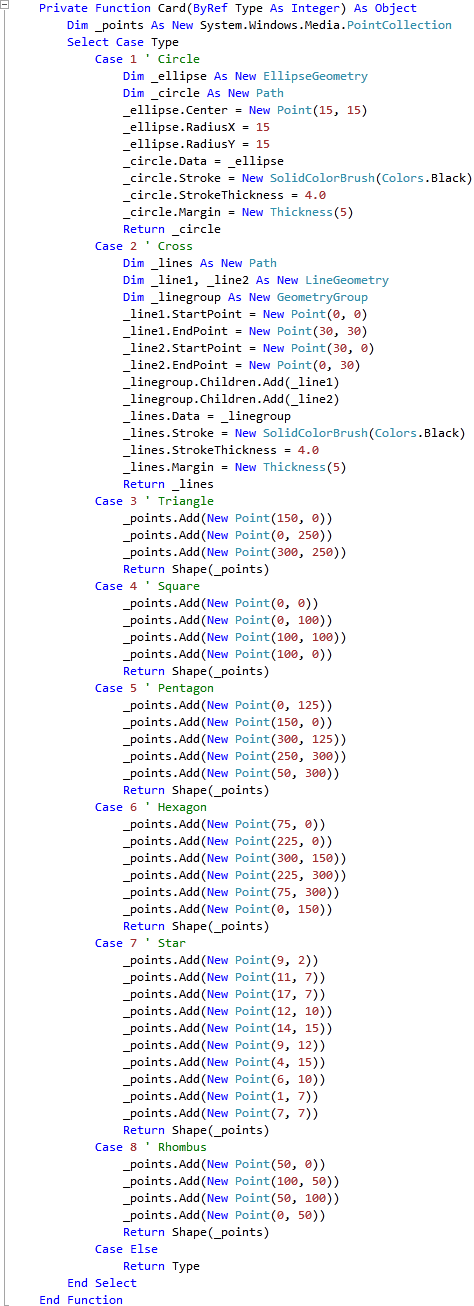 Private Function Card(ByRef Type As Integer) As Object
Dim _points As New System.Windows.Media.PointCollection
Select Case Type
Case 1 ' Circle
Dim _ellipse As New EllipseGeometry
Dim _circle As New Path
_ellipse.Center = New Point(15, 15)
_ellipse.RadiusX = 15
_ellipse.RadiusY = 15
_circle.Data = _ellipse
_circle.Stroke = New SolidColorBrush(Colors.Black)
_circle.StrokeThickness = 4.0
_circle.Margin = New Thickness(5)
Return _circle
Case 2 ' Cross
Dim _lines As New Path
Dim _line1, _line2 As New LineGeometry
Dim _linegroup As New GeometryGroup
_line1.StartPoint = New Point(0, 0)
_line1.EndPoint = New Point(30, 30)
_line2.StartPoint = New Point(30, 0)
_line2.EndPoint = New Point(0, 30)
_linegroup.Children.Add(_line1)
_linegroup.Children.Add(_line2)
_lines.Data = _linegroup
_lines.Stroke = New SolidColorBrush(Colors.Black)
_lines.StrokeThickness = 4.0
_lines.Margin = New Thickness(5)
Return _lines
Case 3 ' Triangle
_points.Add(New Point(150, 0))
_points.Add(New Point(0, 250))
_points.Add(New Point(300, 250))
Return Shape(_points)
Case 4 ' Square
_points.Add(New Point(0, 0))
_points.Add(New Point(0, 100))
_points.Add(New Point(100, 100))
_points.Add(New Point(100, 0))
Return Shape(_points)
Case 5 ' Pentagon
_points.Add(New Point(0, 125))
_points.Add(New Point(150, 0))
_points.Add(New Point(300, 125))
_points.Add(New Point(250, 300))
_points.Add(New Point(50, 300))
Return Shape(_points)
Case 6 ' Hexagon
_points.Add(New Point(75, 0))
_points.Add(New Point(225, 0))
_points.Add(New Point(300, 150))
_points.Add(New Point(225, 300))
_points.Add(New Point(75, 300))
_points.Add(New Point(0, 150))
Return Shape(_points)
Case 7 ' Star
_points.Add(New Point(9, 2))
_points.Add(New Point(11, 7))
_points.Add(New Point(17, 7))
_points.Add(New Point(12, 10))
_points.Add(New Point(14, 15))
_points.Add(New Point(9, 12))
_points.Add(New Point(4, 15))
_points.Add(New Point(6, 10))
_points.Add(New Point(1, 7))
_points.Add(New Point(7, 7))
Return Shape(_points)
Case 8 ' Rhombus
_points.Add(New Point(50, 0))
_points.Add(New Point(100, 50))
_points.Add(New Point(50, 100))
_points.Add(New Point(0, 50))
Return Shape(_points)
Case Else
Return Type
End Select
End Function